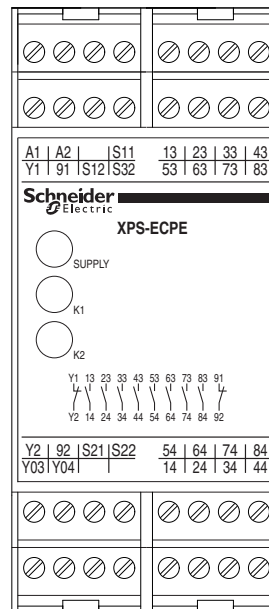 A1 | A2 | | S11 13 | 23 | 33 | 43
Y1 | 91 | S12 | S32 53 | 63 | 73 | 83
Schneider
Electric
XPS-ECPE
SUPPLY
K1
K2
Y1 13 23 33 43 53 63 73 83 91
Y2 14 24 34 44 54 64 74 84 92
Y2 | 92 | S21 | S22 54 | 64 | 74 | 84
Y03 | Y04 | | 14 | 24 | 34 | 44